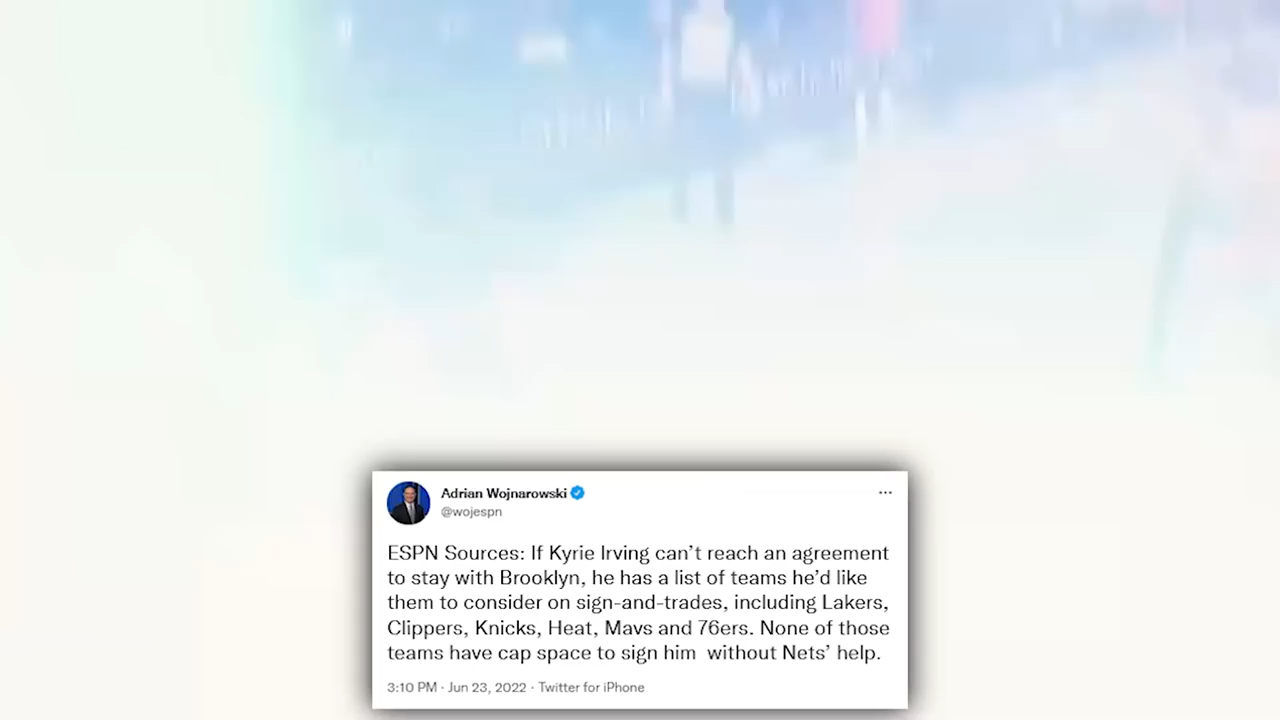 Adrian Wojnarowski
@wojespn
ESPN Sources: If Kyrie Irving can’t reach an agreement
to stay with Brooklyn, he has a list of teams he’d like
them to consider on sign-and-trades, including Lakers,
Clippers, Knicks, Heat, Mavs and 76ers. None of those
teams have cap space to sign him  without Nets’ help.
3:10 PM · Jun 23, 2022 · Twitter for iPhone